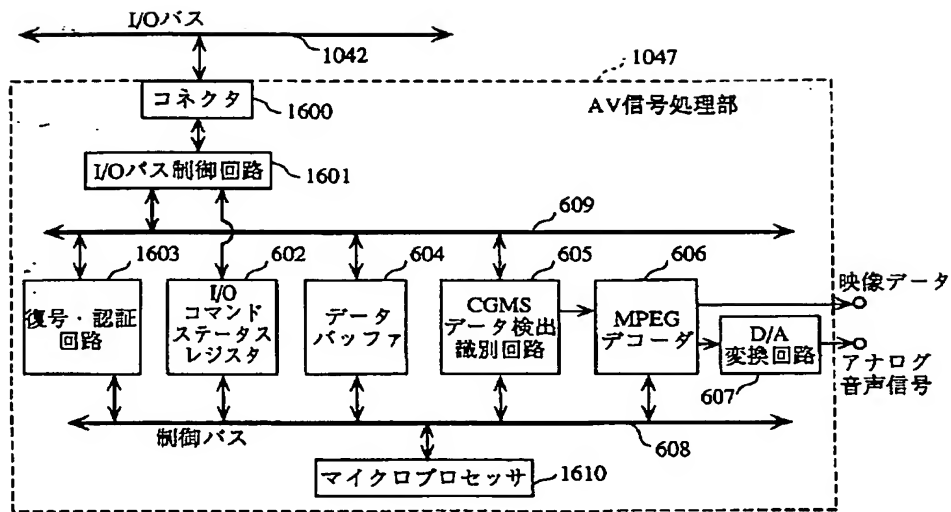 I/Oバス
1042
1047
AV信号処理部
コネクタ
1600
I/Oバス制御回路
1601
609
1603
602
604
605
606
復号・認証
回路
I/O
コマンド
ステータス
レジスタ
データ
バッファ
CGMS
データ検出
識別回路
MPEG
デコーダ
D/A
変換回路
607
映像データ
アナログ
音声信号
制御バス
608
マイクロプロセッサ
1610